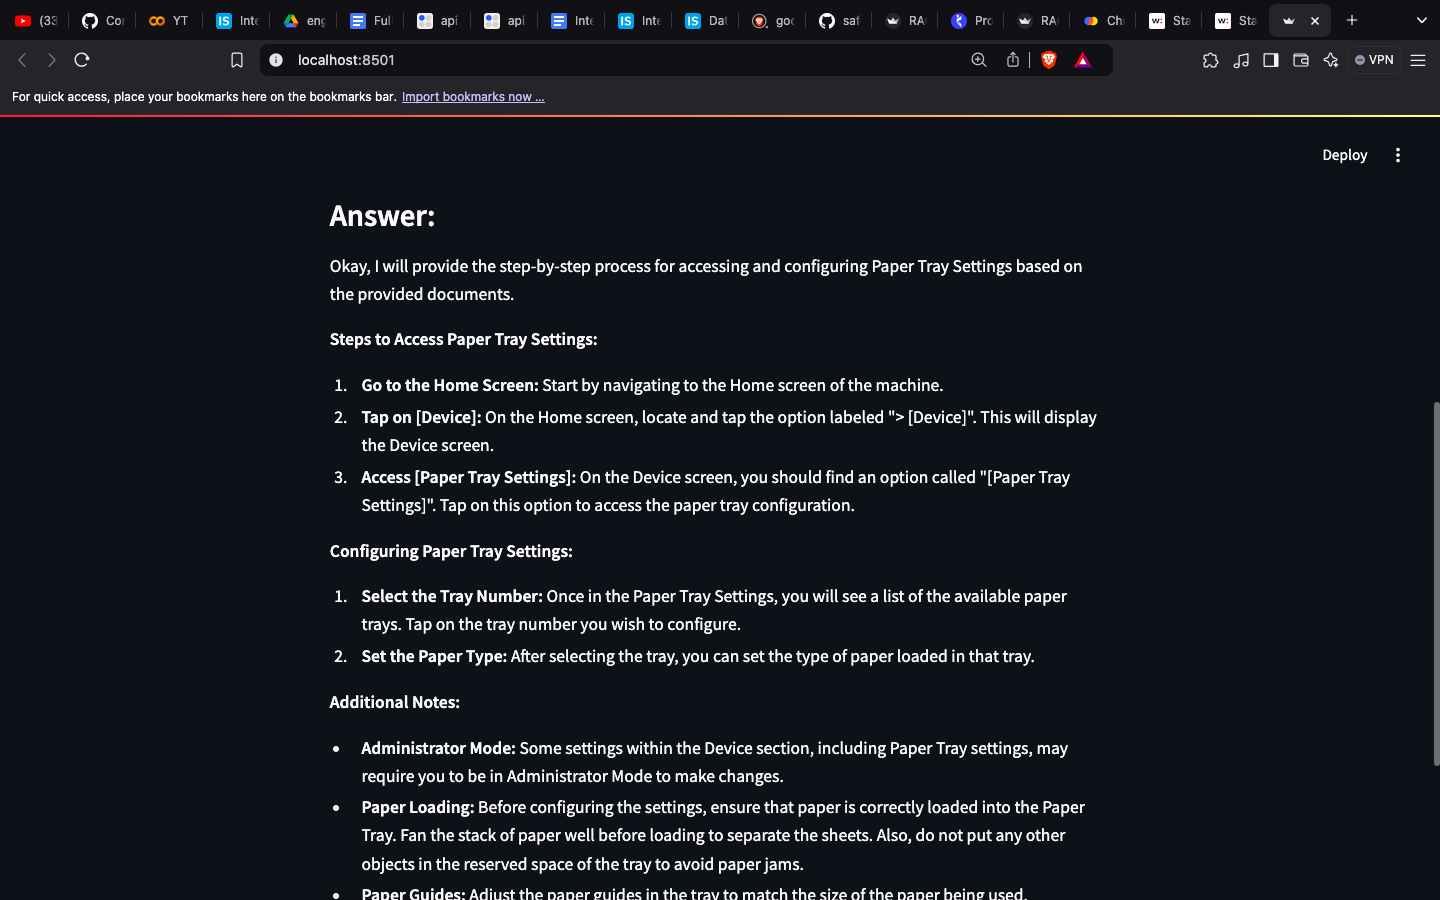 (33
Cor
YT
Inte
eng
Full
api
api
Inte
Inte
Dat
goo
saf
RA
Pro
RA
Chr
Sta
Sta
localhost:8501
VPN
For quick access, place your bookmarks here on the bookmarks bar. Import bookmarks now ...
Deploy
Answer:
Okay, I will provide the step-by-step process for accessing and configuring Paper Tray Settings based on
the provided documents.
Steps to Access Paper Tray Settings:
1. Go to the Home Screen: Start by navigating to the Home screen of the machine.
2. Tap on [Device]: On the Home screen, locate and tap the option labeled "> [Device]". This will display
the Device screen.
3. Access [Paper Tray Settings]: On the Device screen, you should find an option called "[Paper Tray
Settings]". Tap on this option to access the paper tray configuration.
Configuring Paper Tray Settings:
1. Select the Tray Number: Once in the Paper Tray Settings, you will see a list of the available paper
trays. Tap on the tray number you wish to configure.
2. Set the Paper Type: After selecting the tray, you can set the type of paper loaded in that tray.
Additional Notes:
• Administrator Mode: Some settings within the Device section, including Paper Tray settings, may
require you to be in Administrator Mode to make changes.
• Paper Loading: Before configuring the settings, ensure that paper is correctly loaded into the Paper
Tray. Fan the stack of paper well before loading to separate the sheets. Also, do not put any other
objects in the reserved space of the tray to avoid paper jams.
• Paper Guides: Adjust the paper guides in the tray to match the size of the paper being used.